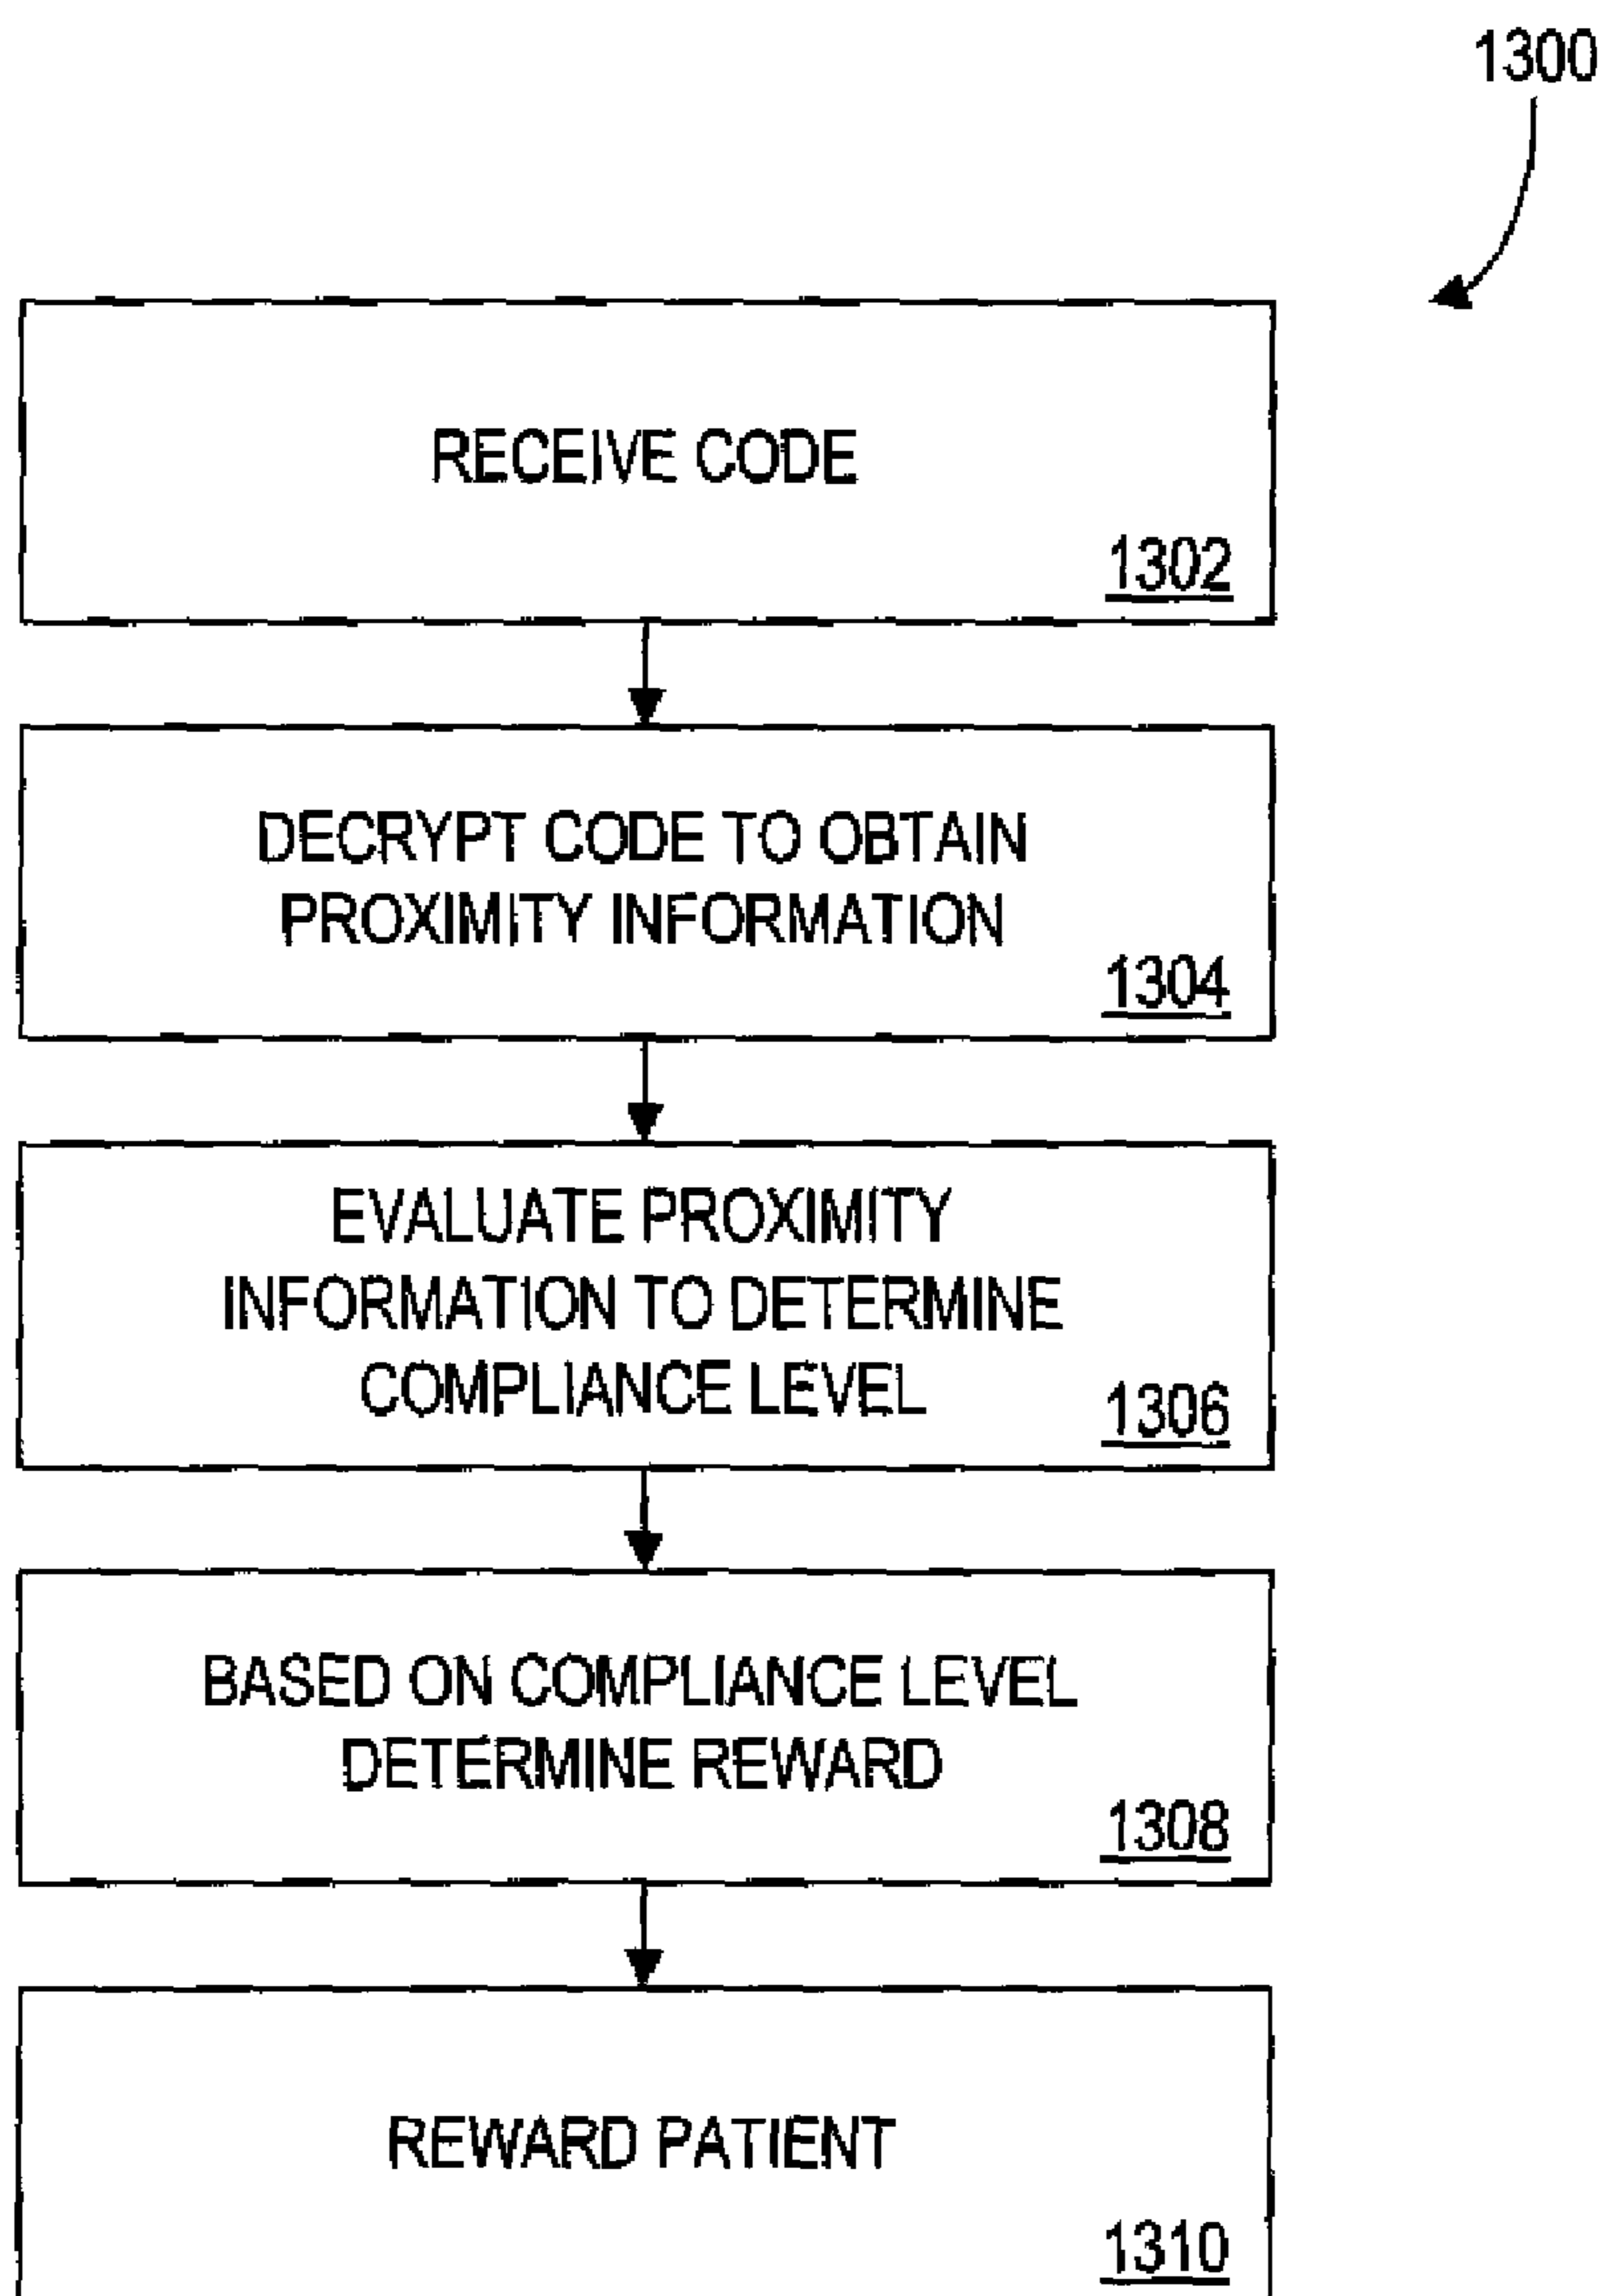 1300
RECEIVE CODE
1302
DECRYPT CODE TO OBTAIN
PROXIMITY INFORMATION
1304
EVALUATE PROXIMITY
INFORMATION TO DETERMINE
COMPLIANCE LEVEL
1306
BASED ON COMPLIANCE LEVEL
DETERMINE REWARD
1308
REWARD PATIENT
1310